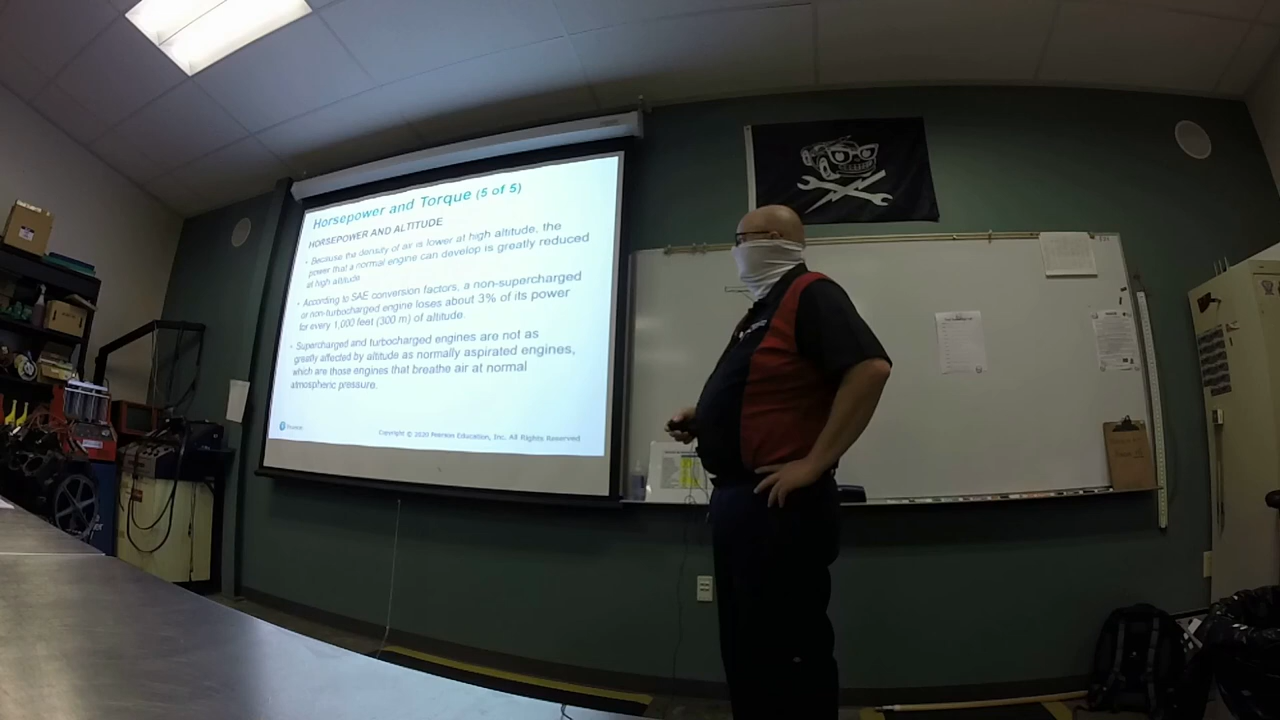 Horsepower and Torque (5 of 5)
HORSEPOWER AND ALTITUDE
• Because the density of air is lower at high altitude, the
power that a normal engine can develop is greatly reduced
at high altitude.
• According to SAE conversion factors, a non-supercharged
or non-turbocharged engine loses about 3% of its power
for every 1,000 feet (300 m) of altitude.
• Supercharged and turbocharged engines are not as
greatly affected by altitude as normally aspirated engines,
which are those engines that breathe air at normal
atmospheric pressure.
Pearson
Copyright © 2020 Pearson Education, Inc. All Rights Reserved